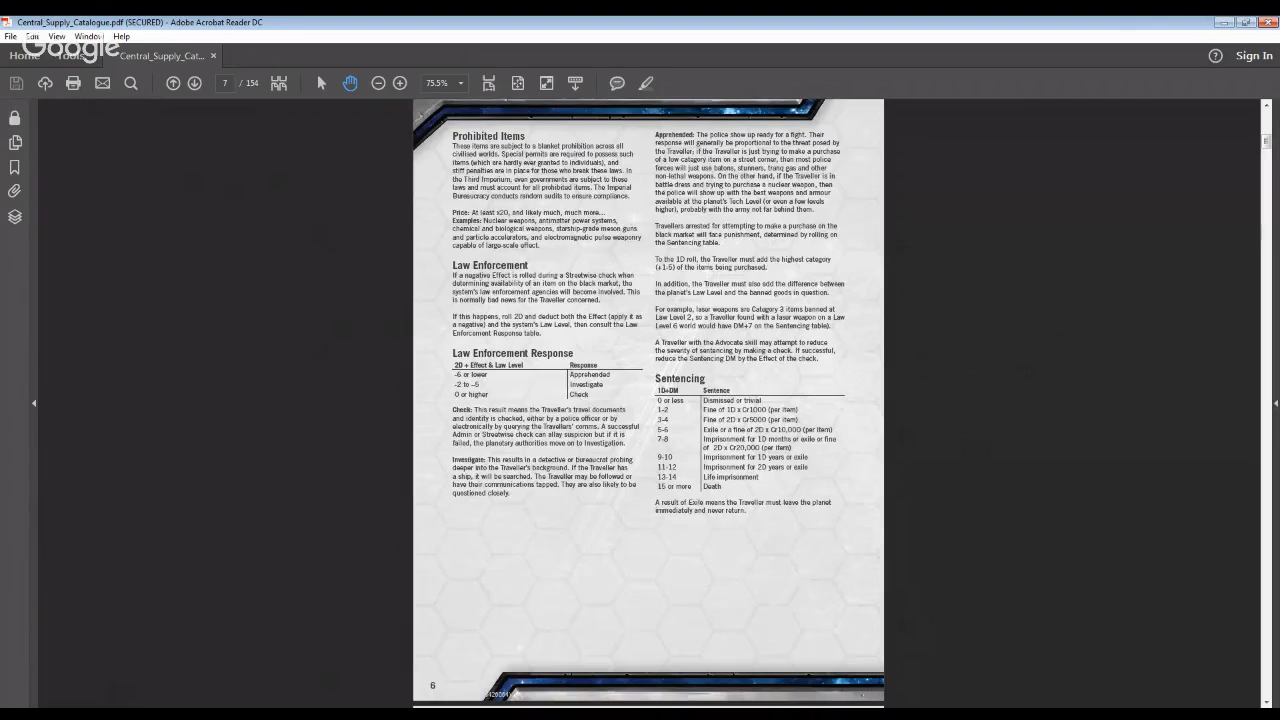 Central_Supply_Catalogue.pdf (SECURED) - Adobe Acrobat Reader DC
File Edit View Window Help
Google
Home Tools Central_Supply_Cat... ×
Sign In
7 / 154
75.5%
Prohibited Items
These items are subject to a blanket prohibition across all
civilised worlds. Special permits are required to possess such
items (which are hardly ever granted to individuals), and
stiff penalties are in place for those who break these laws. In
the Third Imperium, even governments are subject to these
laws and must account for all prohibited items. The Imperial
Bureaucracy conducts random audits to ensure compliance.
Price: At least x20, and likely much, much more...
Examples: Nuclear weapons, antimatter power systems,
chemical and biological weapons, starship-grade meson guns
and particle accelerators, and electromagnetic pulse weaponry
capable of large-scale effect.
Law Enforcement
If a negative Effect is rolled during a Streetwise check when
determining availability of an item on the black market, the
system's law enforcement agencies will become involved. This
is normally bad news for the Traveller concerned.
If this happens, roll 2D and deduct both the Effect (apply it as
a negative) and the system's Law Level, then consult the Law
Enforcement Response table.
Law Enforcement Response
2D + Effect & Law Level Response
-6 or lower Apprehended
-2 to –5 Investigate
0 or higher Check
Check: This result means the Traveller's travel documents
and identity is checked, either by a police officer or by
electronically by querying the Travellers' comms. A successful
Admin or Streetwise check can allay suspicion but if it is
failed, the planetary authorities move on to Investigation.
Investigate: This results in a detective or bureaucrat probing
deeper into the Traveller's background. If the Traveller has
a ship, it will be searched. The Traveller may be followed or
have their communications tapped. They are also likely to be
questioned closely.
Apprehended: The police show up ready for a fight. Their
response will generally be proportional to the threat posed by
the Traveller; if the Traveller is just trying to make a purchase
of a low category item on a street corner, then most police
forces will just use batons, stunners, tranq gas and other
non-lethal weapons. On the other hand, if the Traveller is in
battle dress and trying to purchase a nuclear weapon, then
the police will show up with the best weapons and armour
available at the planet's Tech Level (or even a few levels
higher), probably with the army not far behind them.
Travellers arrested for attempting to make a purchase on the
black market will face punishment, determined by rolling on
the Sentencing table.
To the 1D roll, the Traveller must add the highest category
(+1-5) of the items being purchased.
In addition, the Traveller must also add the difference between
the planet's Law Level and the banned goods in question.
For example, laser weapons are Category 3 items banned at
Law Level 2, so a Traveller found with a laser weapon on a Law
Level 6 world would have DM+7 on the Sentencing table).
A Traveller with the Advocate skill may attempt to reduce
the severity of sentencing by making a check. If successful,
reduce the Sentencing DM by the Effect of the check.
Sentencing
1D+DM Sentence
0 or less Dismissed or trivial
1-2 Fine of 1D x Cr1000 (per item)
3-4 Fine of 2D x Cr5000 (per item)
5-6 Exile or a fine of 2D x Cr10,000 (per item)
7-8 Imprisonment for 1D months or exile or fine
of 2D x Cr20,000 (per item)
9-10 Imprisonment for 1D years or exile
11-12 Imprisonment for 2D years or exile
13-14 Life imprisonment
15 or more Death
A result of Exile means the Traveller must leave the planet
immediately and never return.
6